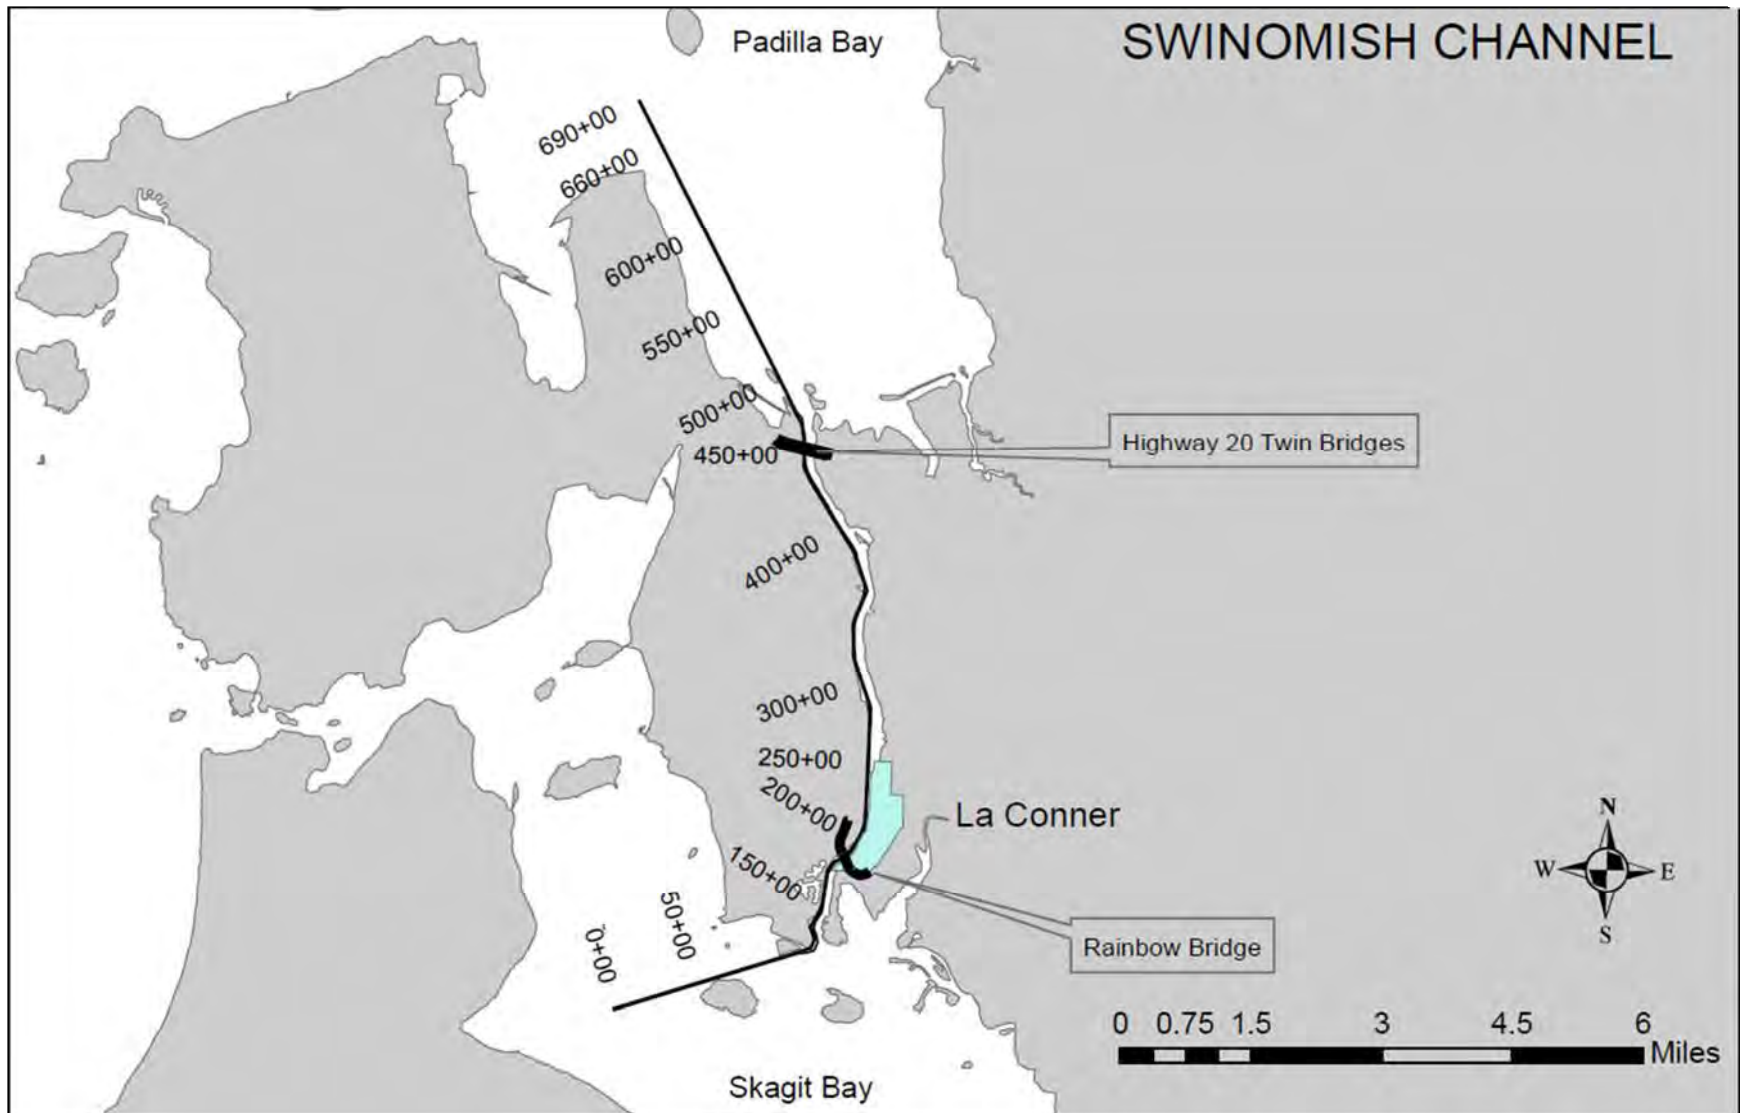 SWINOMISH CHANNEL
Padilla Bay
690+00
660+00
600+00
550+00
500+00
450+00
Highway 20 Twin Bridges
400+00
300+00
250+00
200+00
La Conner
150+00
50+00
0+00
Rainbow Bridge
N
W E
S
0 0.75 1.5 3 4.5 6
Miles
Skagit Bay